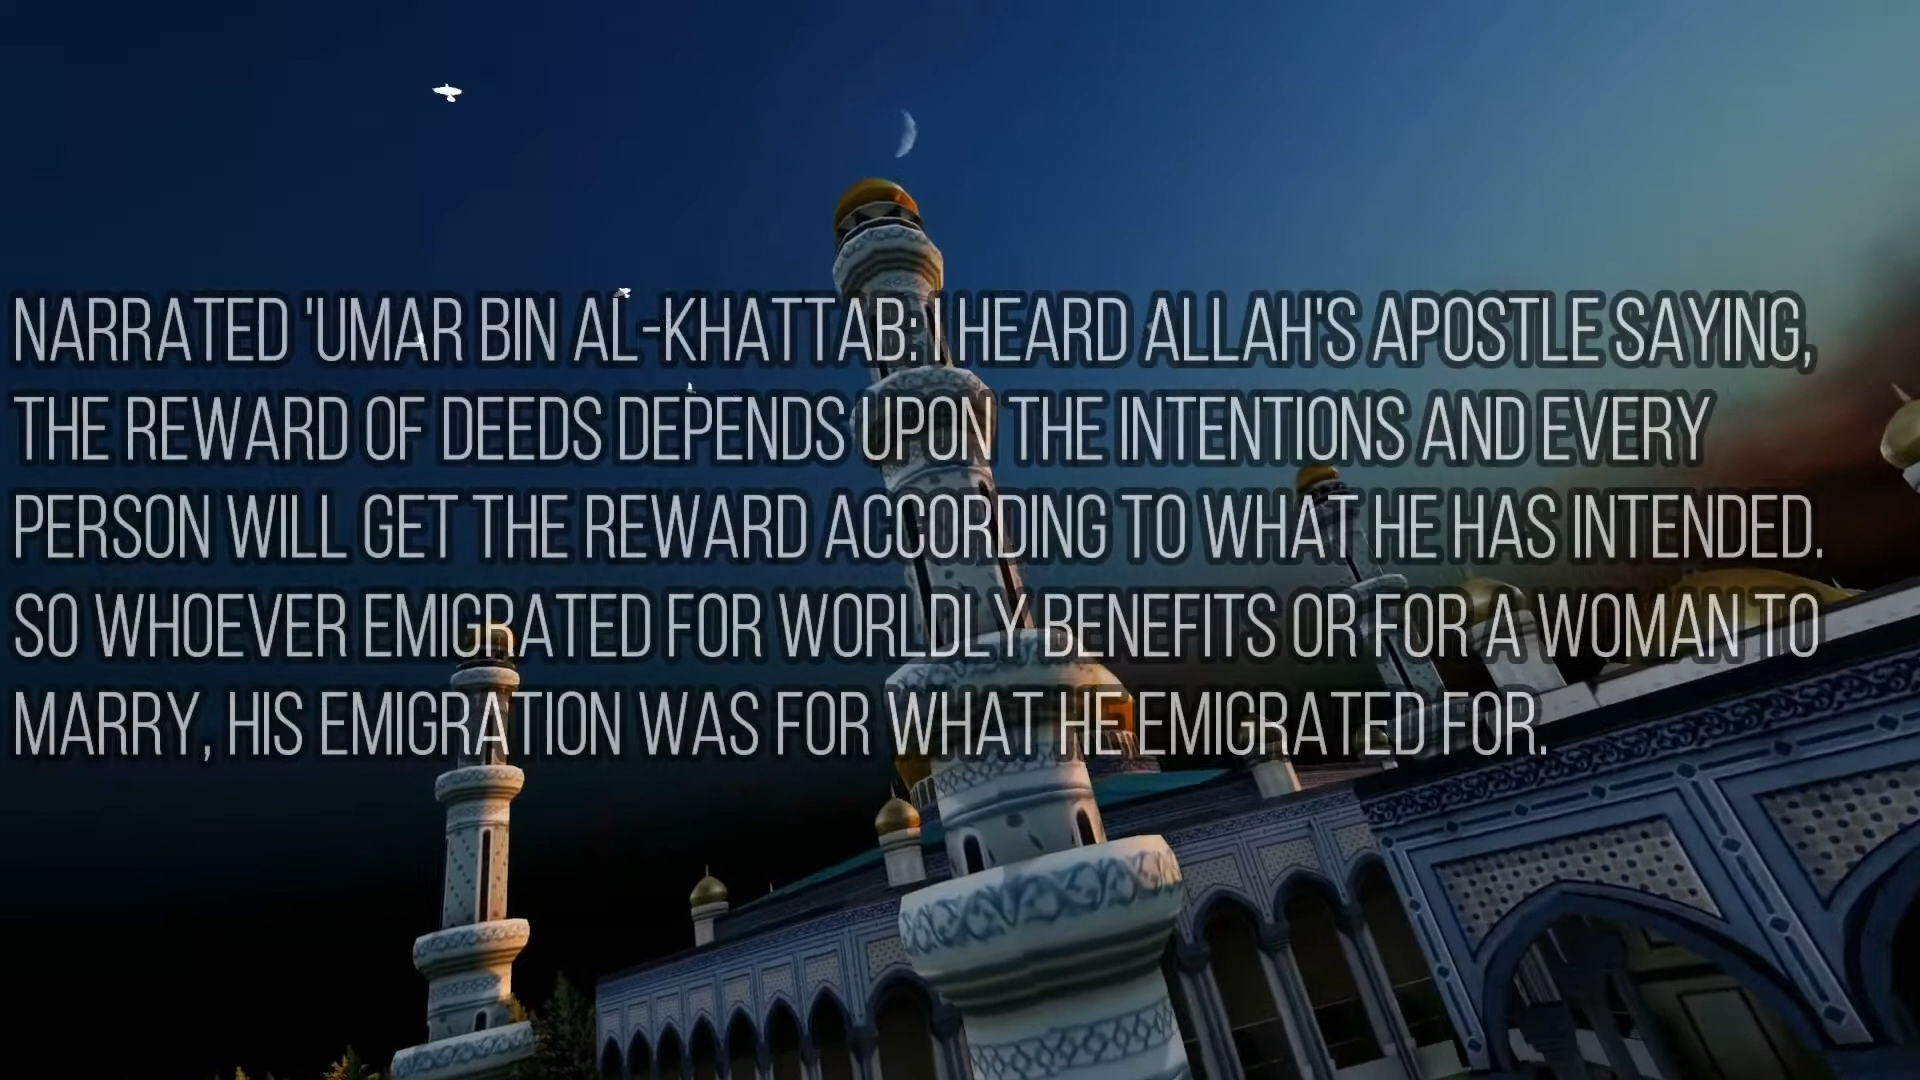 NARRATED 'UMAR BIN AL-KHATTAB: I HEARD ALLAH'S APOSTLE SAYING,
THE REWARD OF DEEDS DEPENDS UPON THE INTENTIONS AND EVERY
PERSON WILL GET THE REWARD ACCORDING TO WHAT HE HAS INTENDED.
SO WHOEVER EMIGRATED FOR WORLDLY BENEFITS OR FOR A WOMAN TO
MARRY, HIS EMIGRATION WAS FOR WHAT HE EMIGRATED FOR.